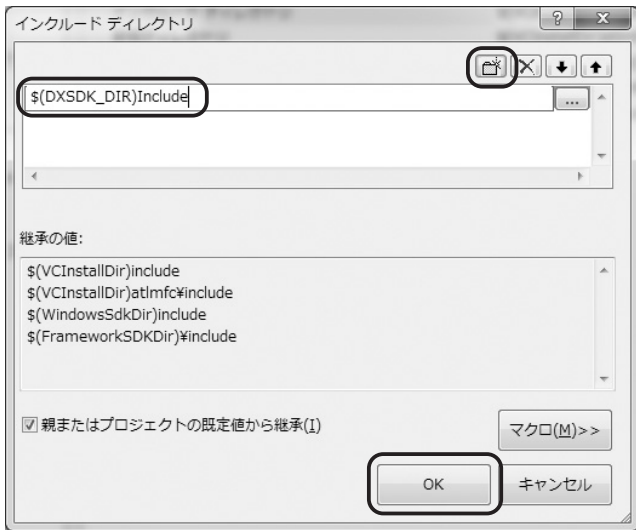 インクルード ディレクトリ
$(DXSDK_DIR)Include
...
継承の値:
$(VCInstallDir)include
$(VCInstallDir)atlmfc¥include
$(WindowsSdkDir)include
$(FrameworkSDKDir)¥include
親またはプロジェクトの既定値から継承(I)
マクロ(M)>>
OK
キャンセル